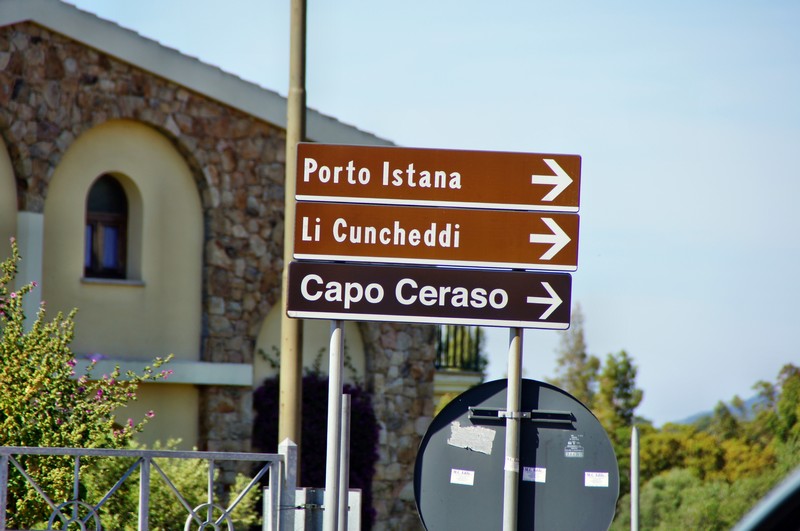 Porto Istana
Li Cuncheddi
Capo Ceraso